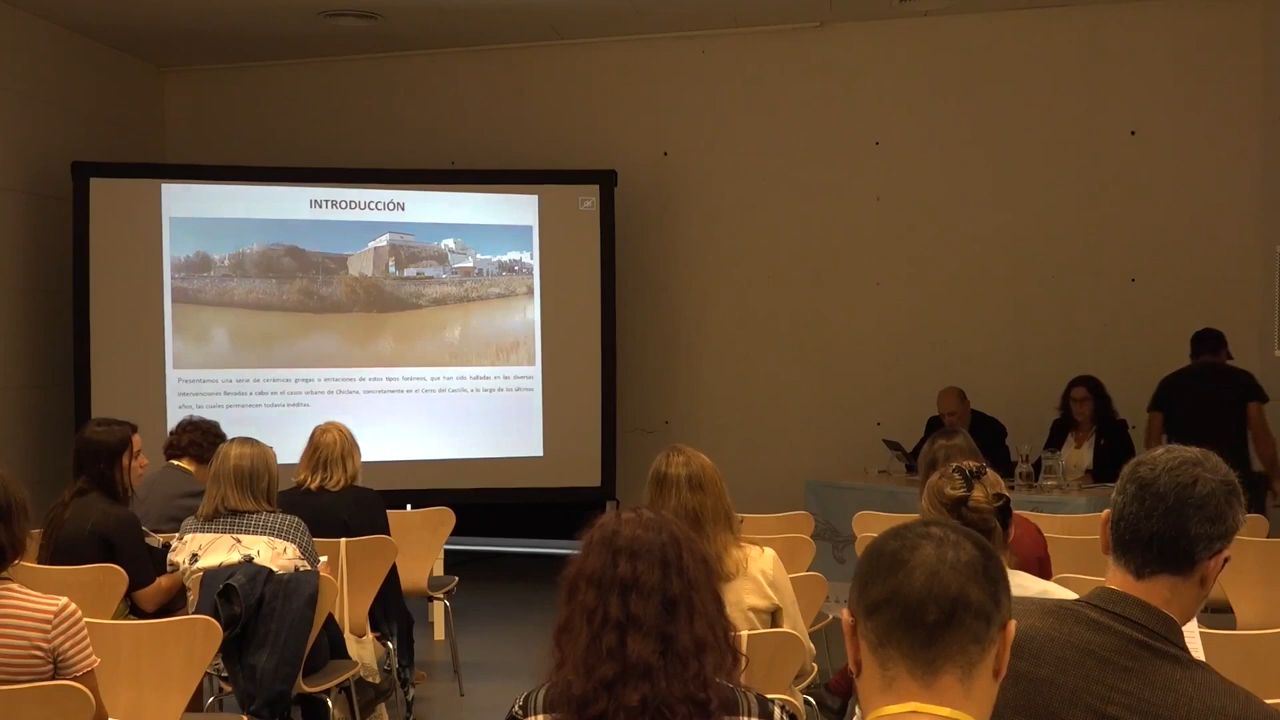 INTRODUCCIÓN
Presentamos una serie de cerámicas griegas o imitaciones de estos tipos foráneos, que han sido halladas en las diversas
intervenciones llevadas a cabo en el casco urbano de Chiclana, concretamente en el Cerro del Castillo, a lo largo de los últimos
años, las cuales permanecen todavía inéditas.